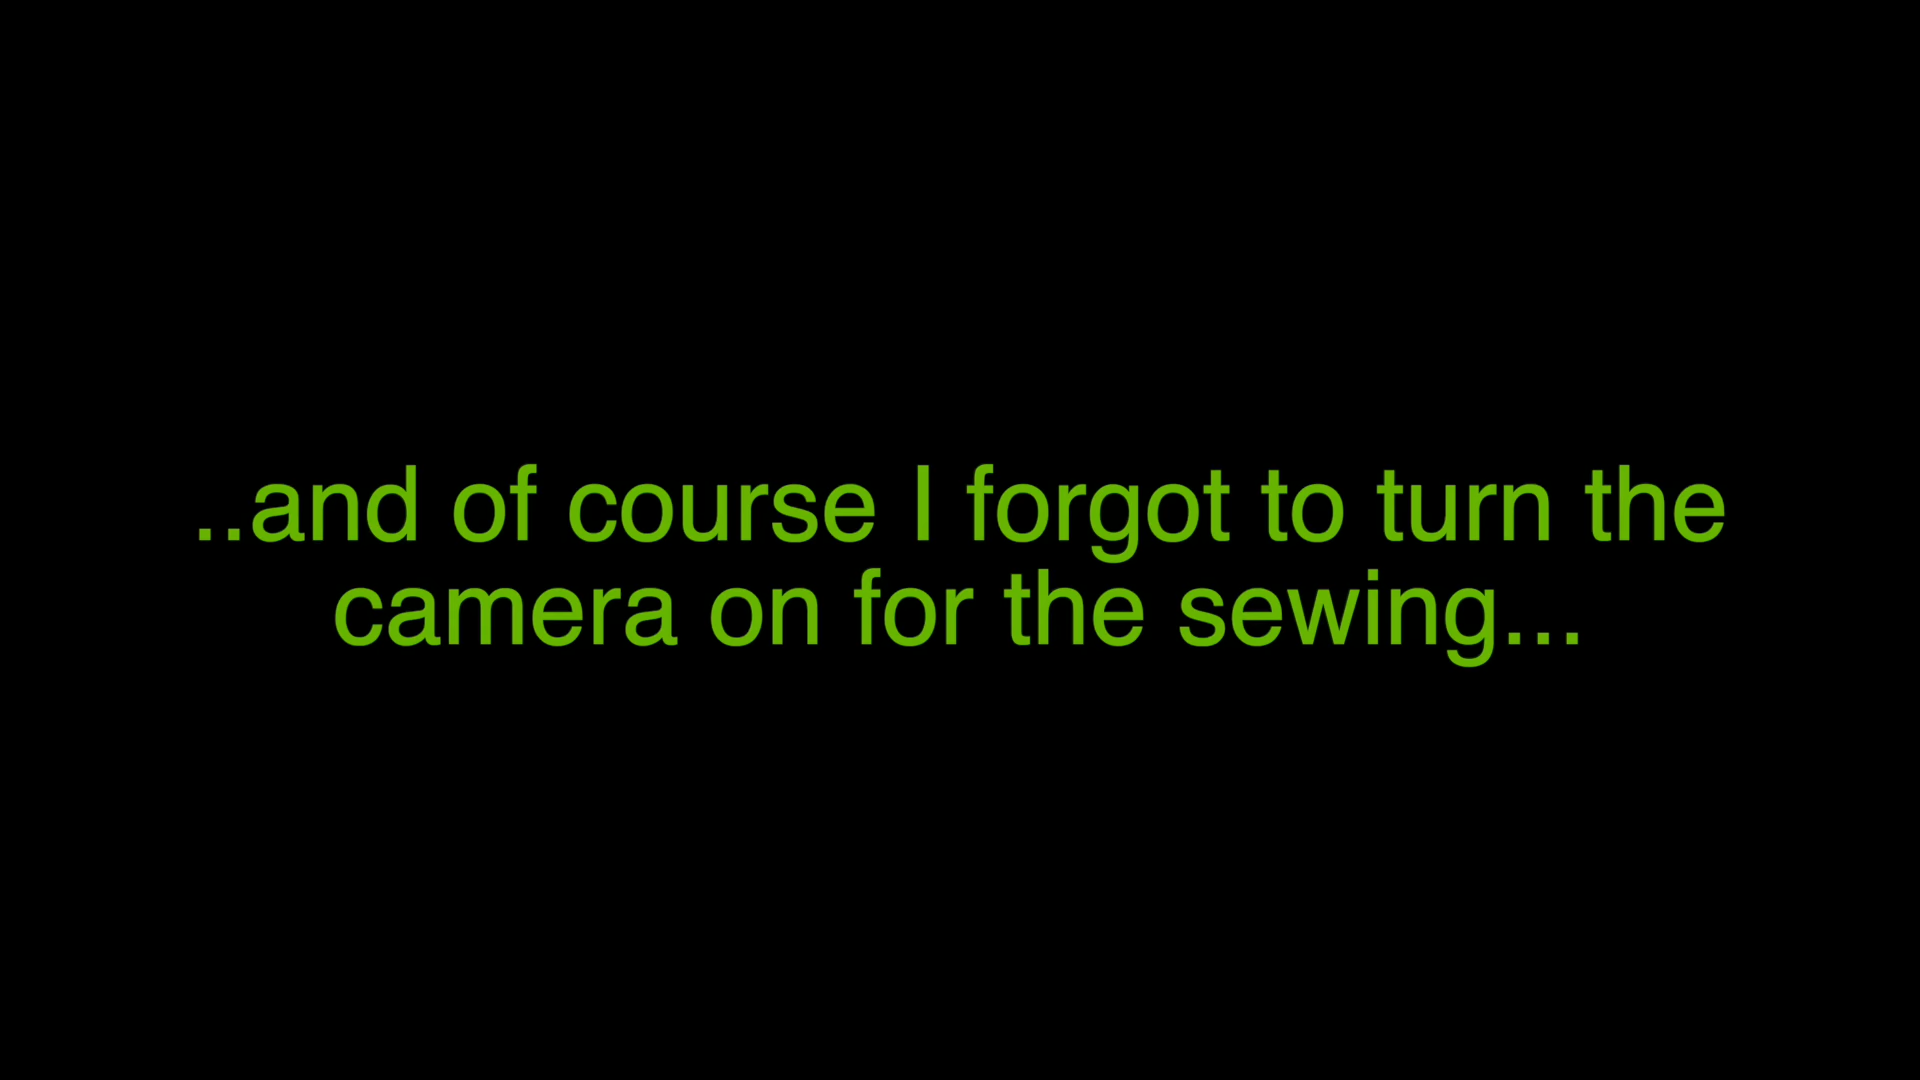 ..and of course I forgot to turn the
camera on for the sewing...